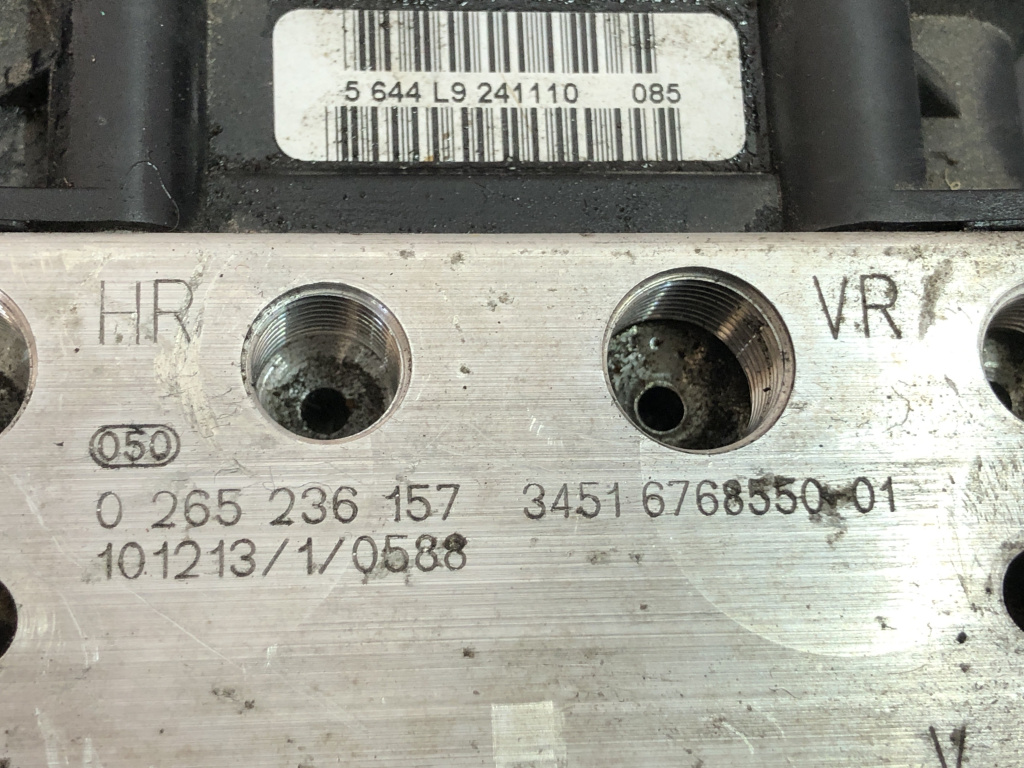 5 644 L9 241110 085
HR VR
050
0 265 236 157 3451 6768550-01
101213/1/0588
V